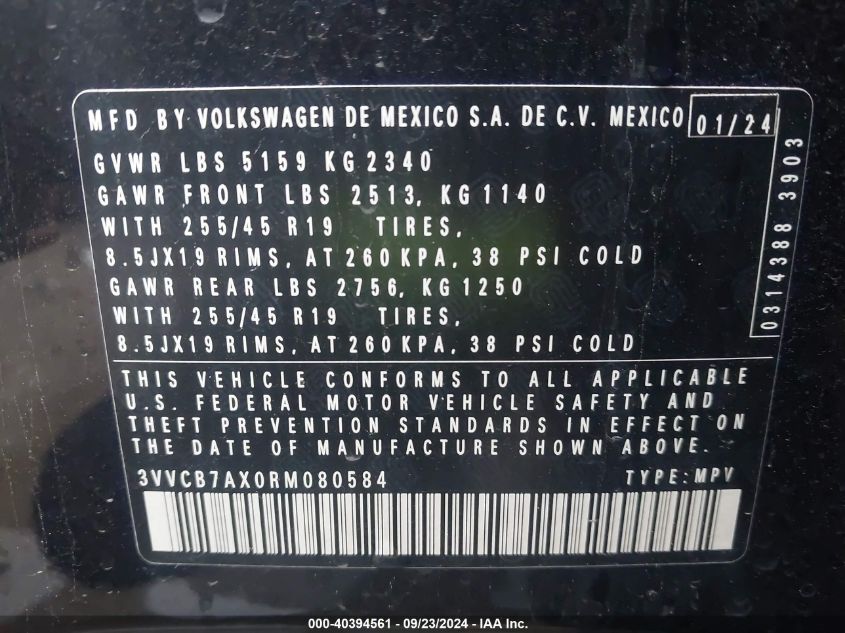 MFD BY VOLKSWAGEN DE MEXICO S.A. DE C.V. MEXICO 01/24
GVWR LBS 5159 KG 2340
GAWR FRONT LBS 2513, KG 1140
WITH 255/45 R19 TIRES,
8.5JX19 RIMS, AT 260 KPA, 38 PSI COLD
GAWR REAR LBS 2756, KG 1250
WITH 255/45 R19 TIRES,
8.5JX19 RIMS, AT 260 KPA, 38 PSI COLD
0314388 3903
THIS VEHICLE CONFORMS TO ALL APPLICABLE
U.S. FEDERAL MOTOR VEHICLE SAFETY AND
THEFT PREVENTION STANDARDS IN EFFECT ON
THE DATE OF MANUFACTURE SHOWN ABOVE.
3VVCB7AX0RM080584 TYPE: MPV
000-40394561 - 09/23/2024 - IAA Inc.